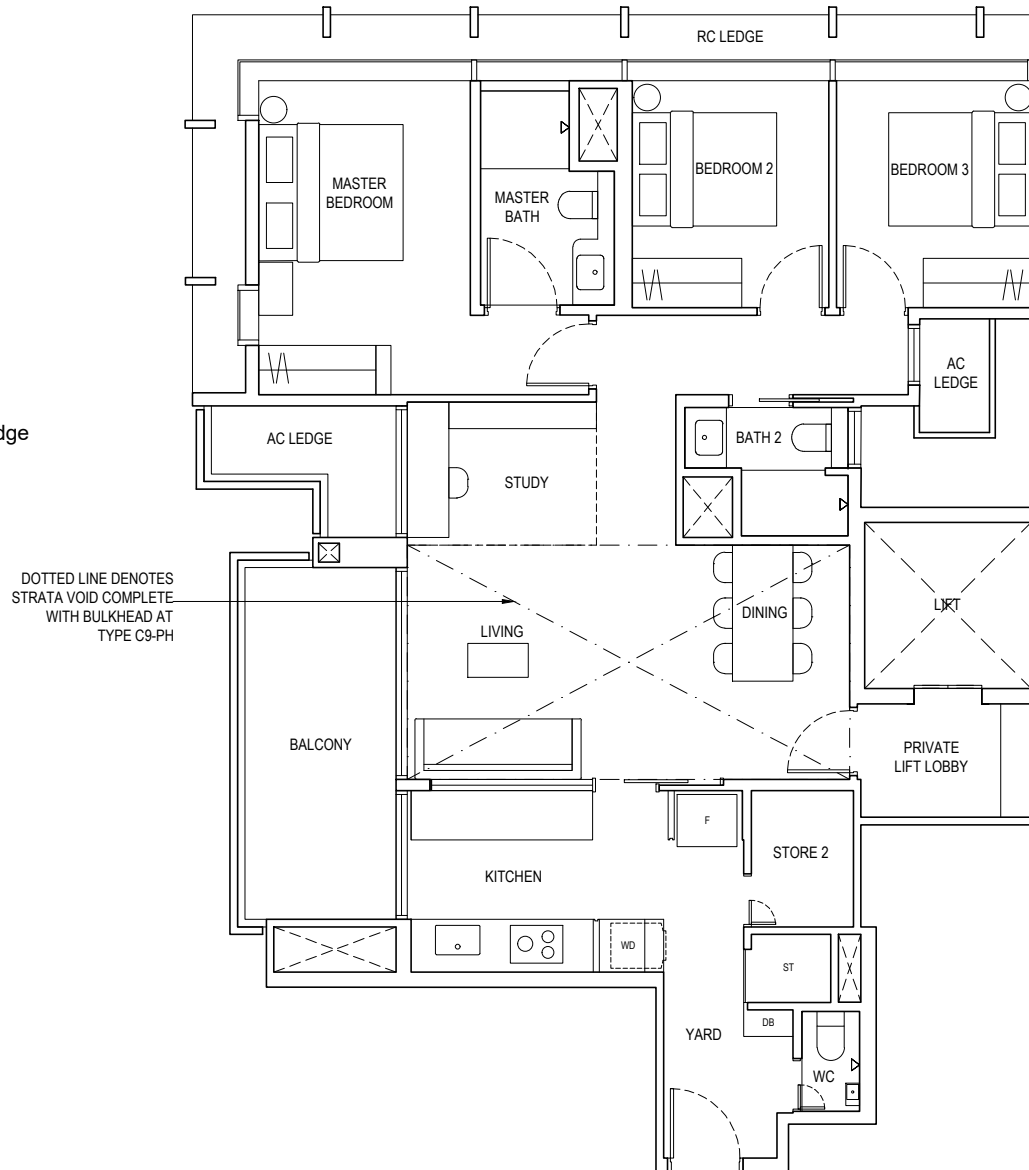 RC LEDGE
MASTER
BEDROOM
MASTER
BATH
BEDROOM 2
BEDROOM 3
AC
LEDGE
AC LEDGE
BATH 2
STUDY
DOTTED LINE DENOTES
STRATA VOID COMPLETE
WITH BULKHEAD AT
TYPE C9-PH
LIVING
DINING
LIFT
BALCONY
PRIVATE
LIFT LOBBY
F
STORE 2
KITCHEN
WD
ST
DB
YARD
WC